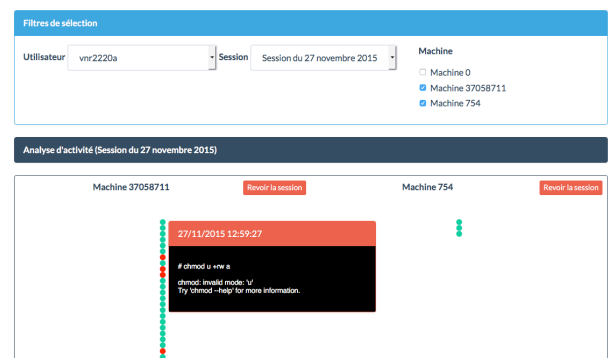 Filtres de sélection
Utilisateur vnr2220a Session Session du 27 novembre 2015 Machine
Machine 0
Machine 37058711
Machine 754
Analyse d'activité (Session du 27 novembre 2015)
Machine 37058711 Revoir la session Machine 754 Revoir la session
27/11/2015 12:59:27
# chmod u +rw a
chmod: invalid mode: 'u'
Try 'chmod --help' for more information.